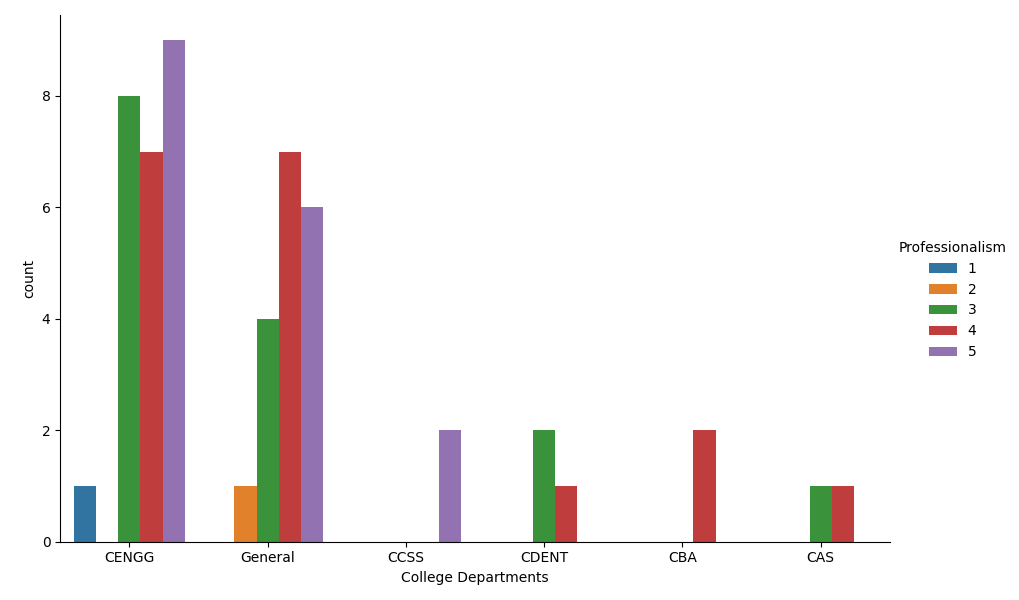 8
6
4
2
0
count
CENGG General CCSS CDENT CBA CAS
College Departments
Professionalism
1
2
3
4
5